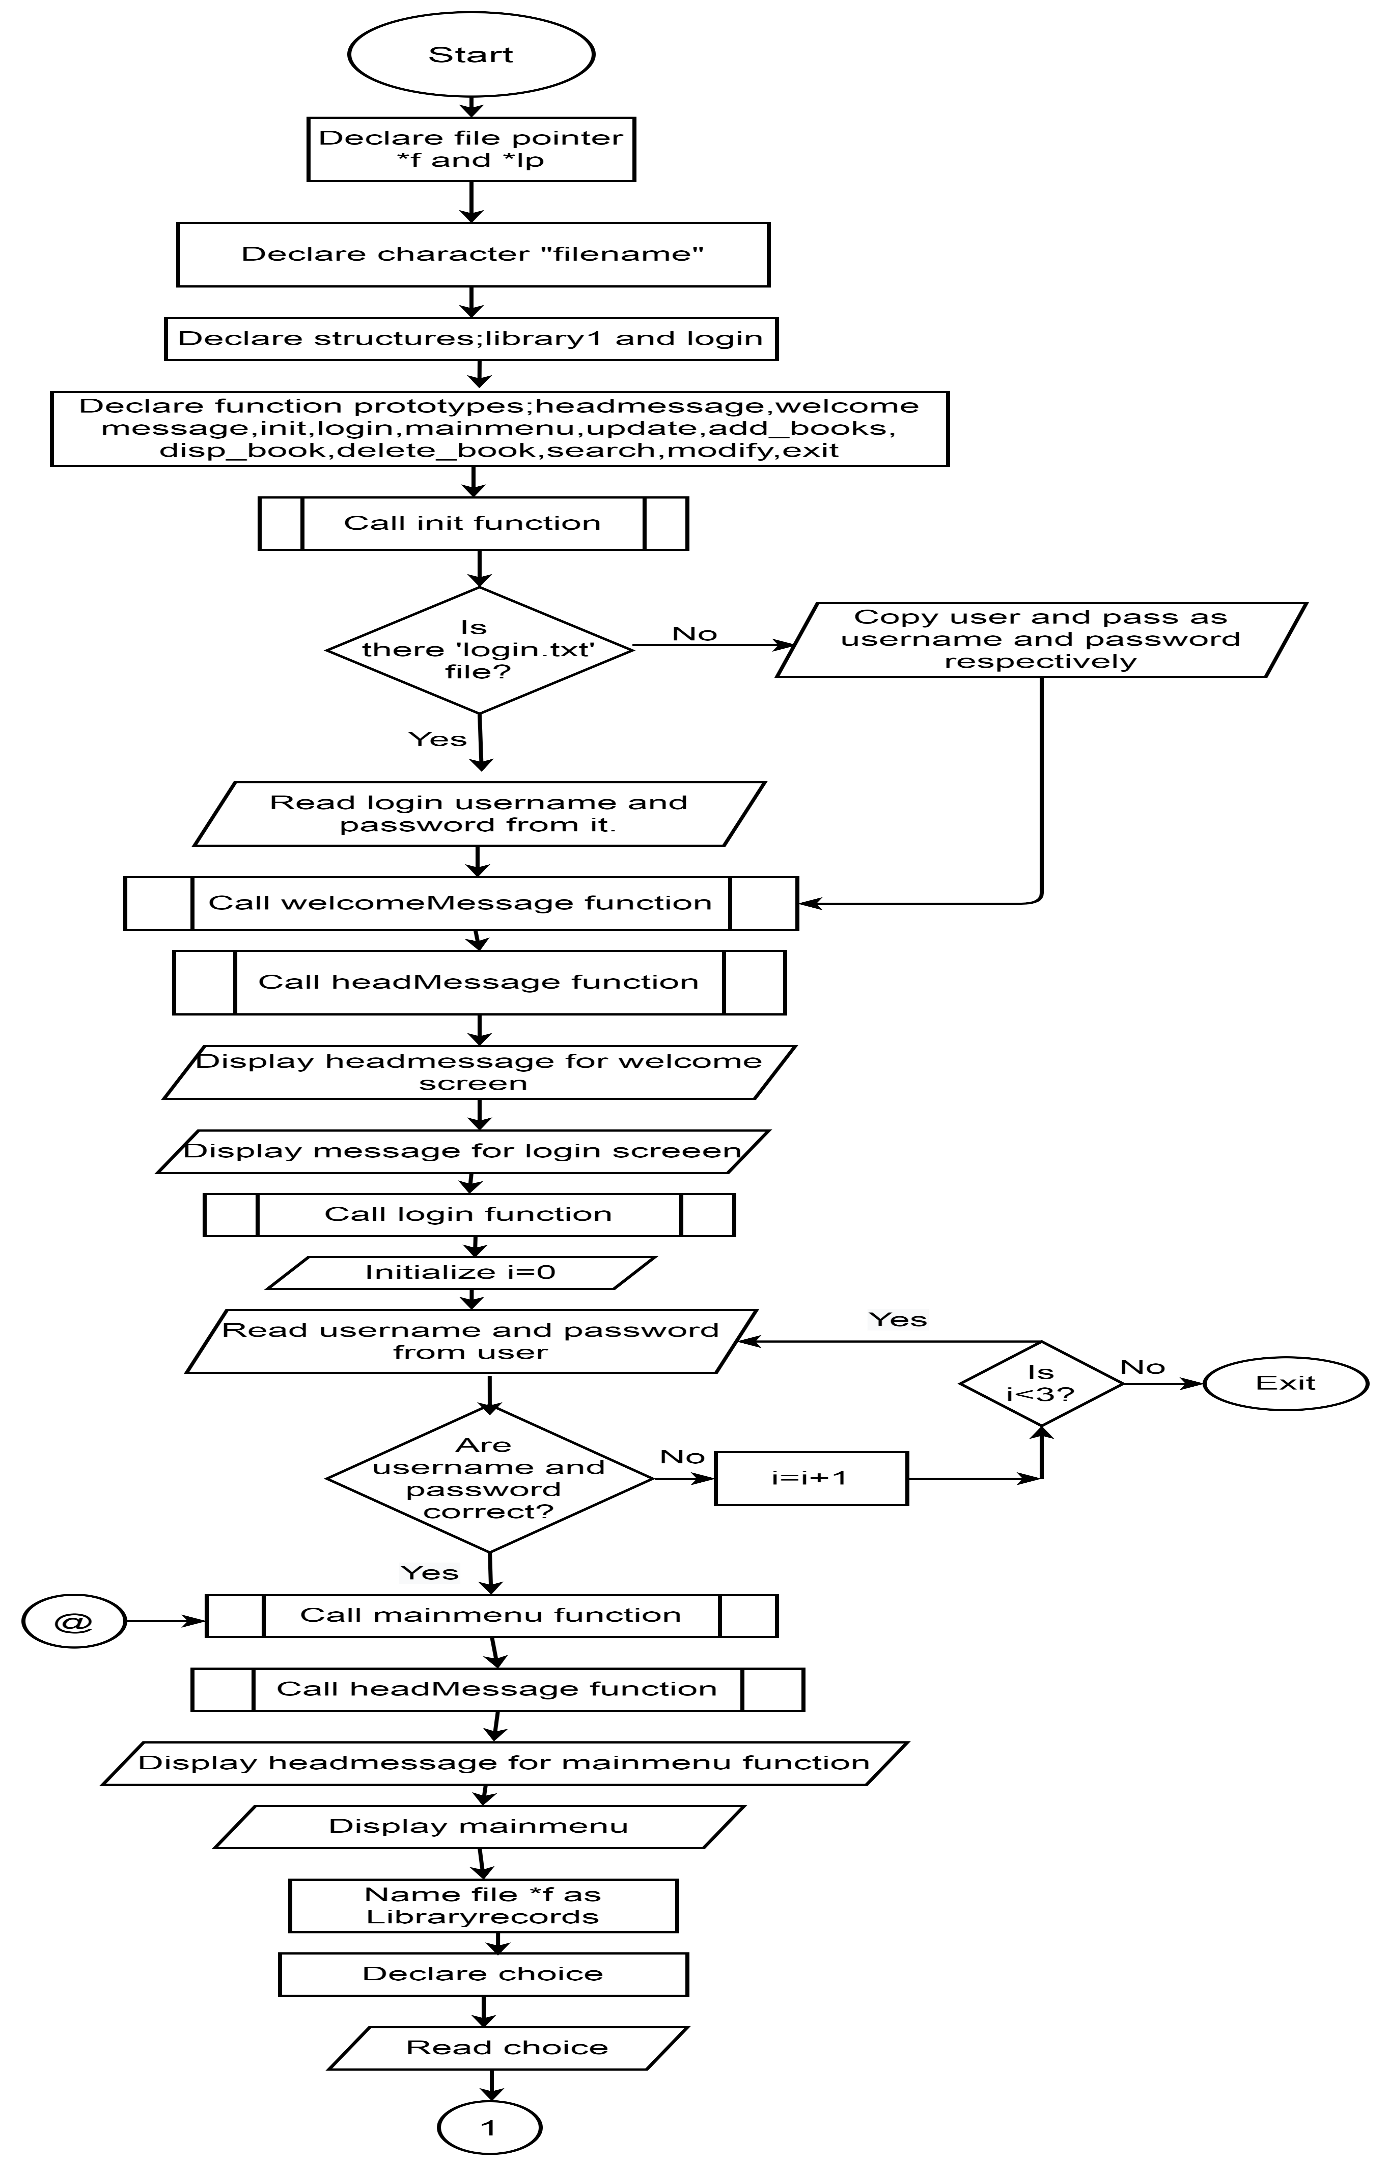 Start
Declare file pointer
*f and *lp
Declare character "filename"
Declare structures;library1 and login
Declare function prototypes;headmessage,welcome
message,init,login,mainmenu,update,add_books,
disp_book,delete_book,search,modify,exit
Call init function
Is
there 'login.txt'
file?
No
Copy user and pass as
username and password
respectively
Yes
Read login username and
password from it.
Call welcomeMessage function
Call headMessage function
Display headmessage for welcome
screen
Display message for login screeen
Call login function
Initialize i=0
Read username and password
from user
Yes
Is
i<3?
No
Exit
Are
username and
password
correct?
No
i=i+1
Yes
@
Call mainmenu function
Call headMessage function
Display headmessage for mainmenu function
Display mainmenu
Name file *f as
Libraryrecords
Declare choice
Read choice
1